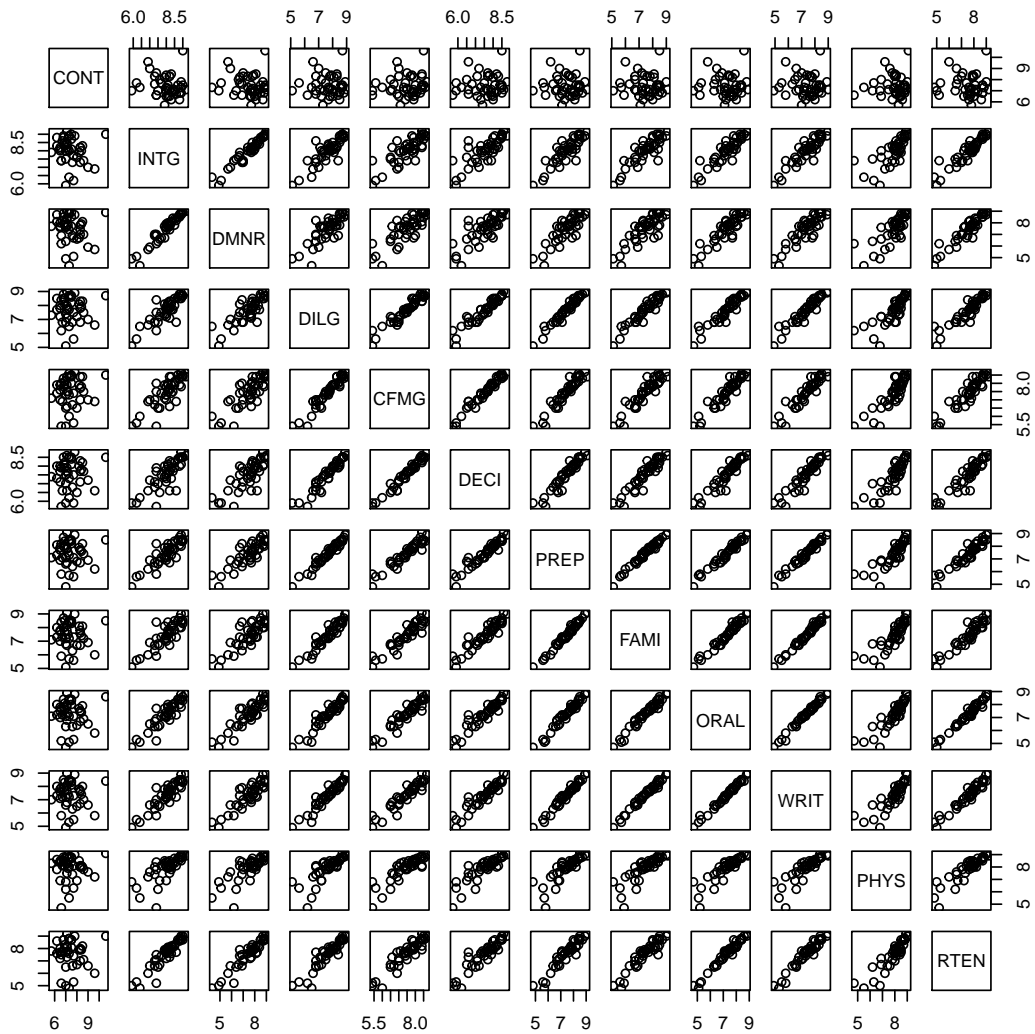 6.0 8.5 5 7 9 6.0 8.5 5 7 9 5 7 9 5 8
CONT
6 9
6.0 8.5
INTG
DMNR
5 8
5 7 9
DILG
CFMG
5.5 8.0
6.0 8.5
DECI
PREP
5 7 9
5 7 9
FAMI
ORAL
5 7 9
5 7 9
WRIT
PHYS
5 8
5 8
RTEN
6 9 5 8 5.5 8.0 5 7 9 5 7 9 5 8